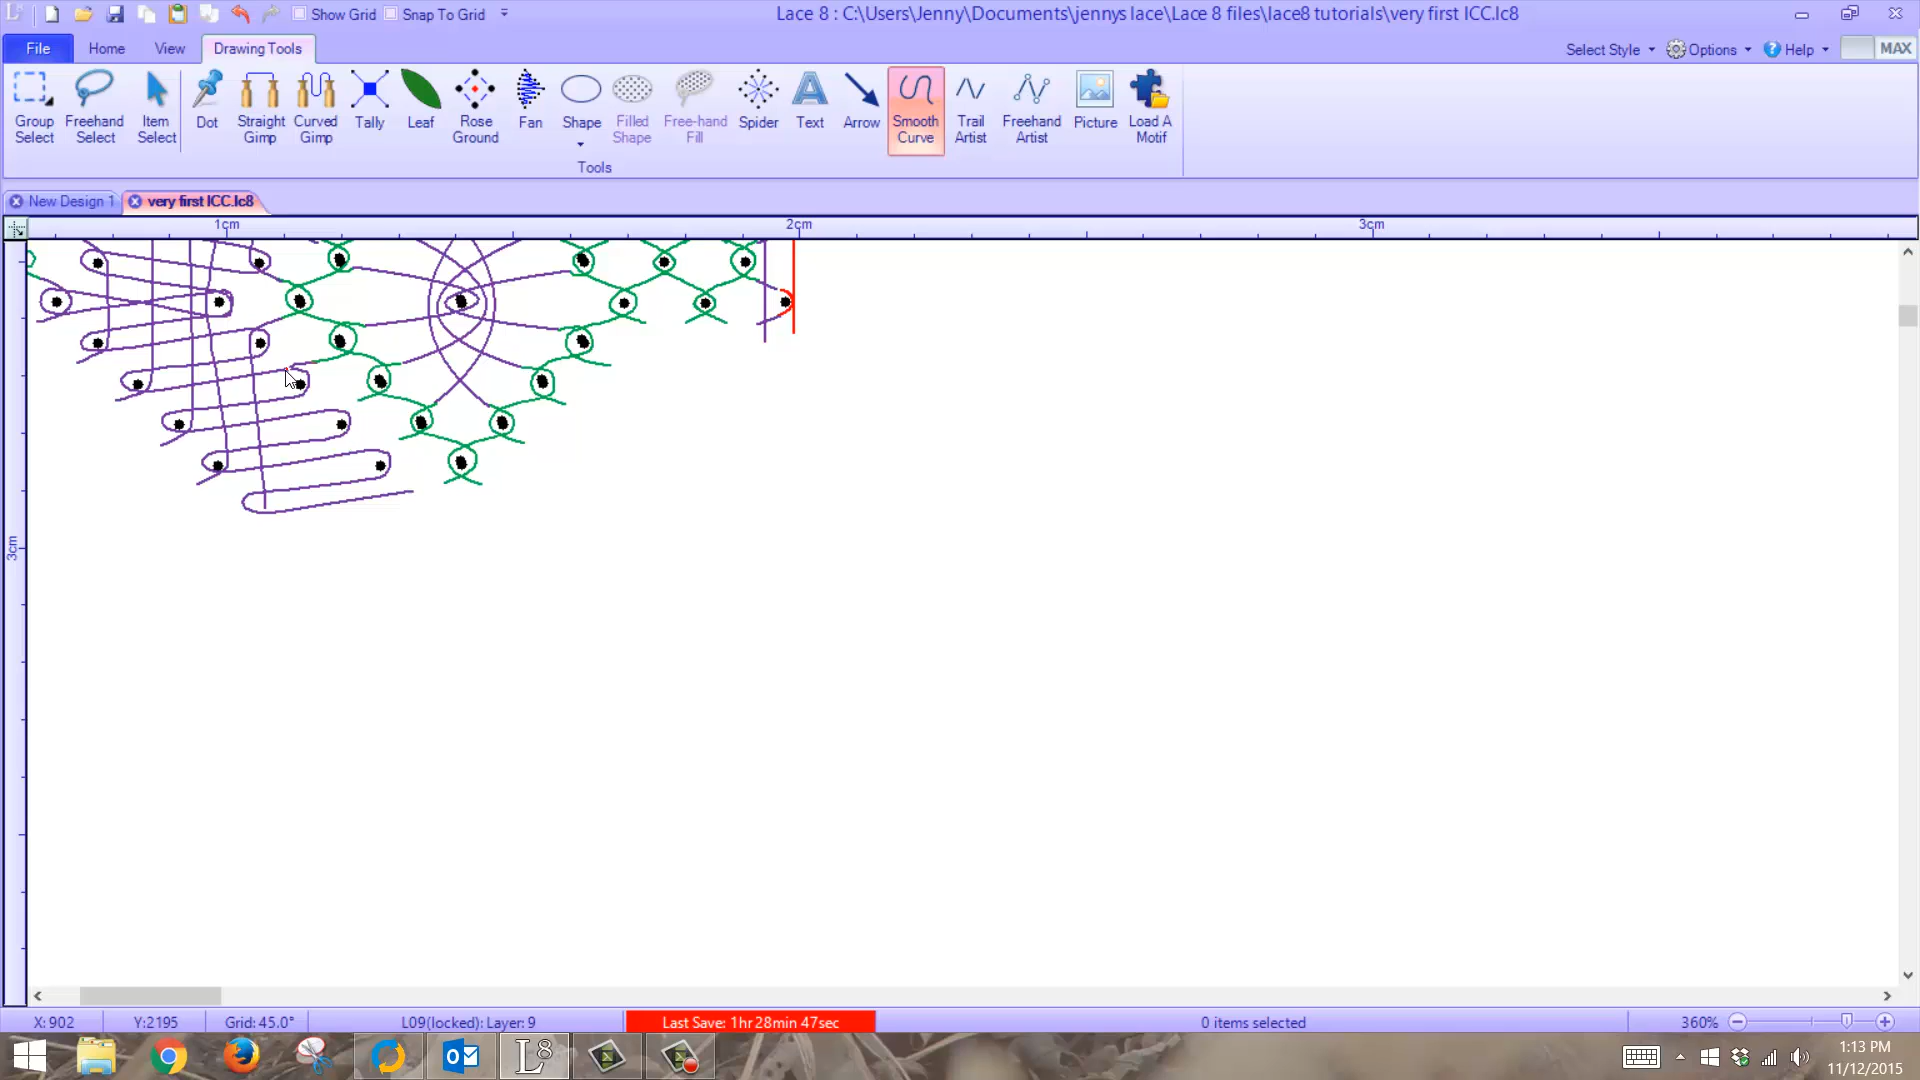 Show Grid Snap To Grid Lace 8 : C:\Users\Jenny\Documents\jennys lace\Lace 8 files\lace8 tutorials\very first ICC.lc8
File Home View Drawing Tools Select Style Options Help MAX
Group Select Freehand Select Item Select Dot Straight Gimp Curved Gimp Tally Leaf Rose Ground Fan Shape Filled Shape Free-hand Fill Spider Text Arrow Smooth Curve Trail Artist Freehand Artist Picture Load A Motif
Tools
New Design 1 very first ICC.lc8
1cm 2cm 3cm
3cm
X: 902 Y:2195 Grid: 45.0° L09(locked): Layer: 9 Last Save: 1hr 28min 47sec 0 items selected 360%
L8
1:13 PM
11/12/2015